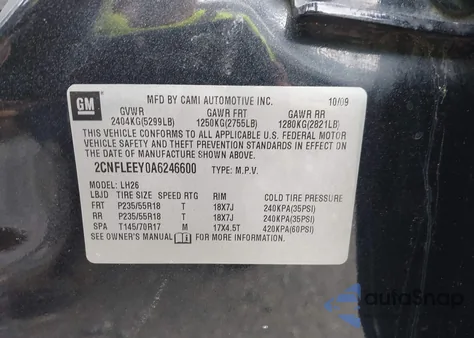 GM
MFD BY CAMI AUTOMOTIVE INC. 10/09
GVWR GAWR FRT GAWR RR
2404KG(5299LB) 1250KG(2755LB) 1280KG(2821LB)
THIS VEHICLE CONFORMS TO ALL APPLICABLE U.S. FEDERAL MOTOR
VEHICLE SAFETY AND THEFT PREVENTION STANDARDS IN EFFECT
ON THE DATE OF MANUFACTURE SHOWN ABOVE.
2CNFLEEY0A6246600 TYPE: M.P.V.
MODEL: LH26
LBJD TIRE SIZE SPEED RTG RIM COLD TIRE PRESSURE
FRT P235/55R18 T 18X7J 240KPA(35PSI)
RR P235/55R18 T 18X7J 240KPA(35PSI)
SPA T145/70R17 M 17X4.5T 420KPA(60PSI)
SEE OWNER'S MANUAL FOR MORE INFORMATION.
AutoSnap